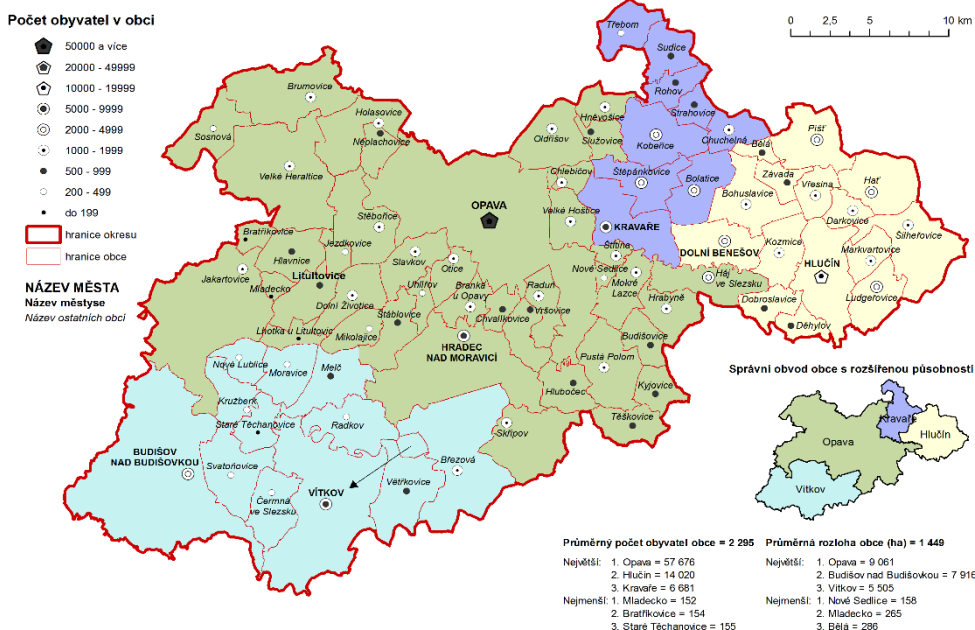 Počet obyvatel v obci
50000 a více
20000 - 49999
10000 - 19999
5000 - 9999
2000 - 4999
1000 - 1999
500 - 999
200 - 499
do 199
hranice okresu
hranice obce
NÁZEV MĚSTA
Název městyse
Název ostatních obcí
0 2,5 5 10 km
Třebom
Sudice
Rohov
Strahovice
Chuchelná
Kobeřice
Hněvošice
Služovice
Oldřišov
Brumovice
Holasovice
Neplachovice
Sosnová
Velké Heraltice
Chlebičov
Štěpánkovice
Bolatice
Bělá
Píšť
Závada
Vřesina
Hať
Bohuslavice
Darkovice
Šilheřovice
Velké Hoštice
KRAVAŘE
OPAVA
Stěbořice
Bratříkovice
Hlavnice
Jezdkovice
Slavkov
Otice
Štítina
Nové Sedlice
Mokré
Lazce
DOLNÍ BENEŠOV
Kozmice
Markvartovice
HLUČÍN
Ludgeřovice
Háj
ve Slezsku
Dobroslavice
Děhylov
Jakartovice
Mladecko
Litultovice
Dolní Životice
Uhlířov
Branka
u Opavy
Raduň
Vršovice
Chvalíkovice
Hrabyně
Lhotka u Litultovic
Mikolajice
Štáblovice
HRADEC
NAD MORAVICÍ
Budišovice
Pustá Polom
Hlubočec
Kyjovice
Těškovice
Skřipov
Nové Lublice
Moravice
Melč
Kružberk
Staré Těchanovice
Radkov
BUDIŠOV
NAD BUDIŠOVKOU
Svatoňovice
Čermná
ve Slezsku
VÍTKOV
Větřkovice
Březová
Správní obvod obce s rozšířenou působností
Kravaře
Opava
Hlučín
Vítkov
Průměrný počet obyvatel obce = 2 295
Největší: 1. Opava = 57 676
2. Hlučín = 14 020
3. Kravaře = 6 681
Nejmenší: 1. Mladecko = 152
2. Bratříkovice = 154
3. Staré Těchanovice = 155
Průměrná rozloha obce (ha) = 1 449
Největší: 1. Opava = 9 061
2. Budišov nad Budišovkou = 7 916
3. Vítkov = 5 505
Nejmenší: 1. Nové Sedlice = 158
2. Mladecko = 265
3. Bělá = 286